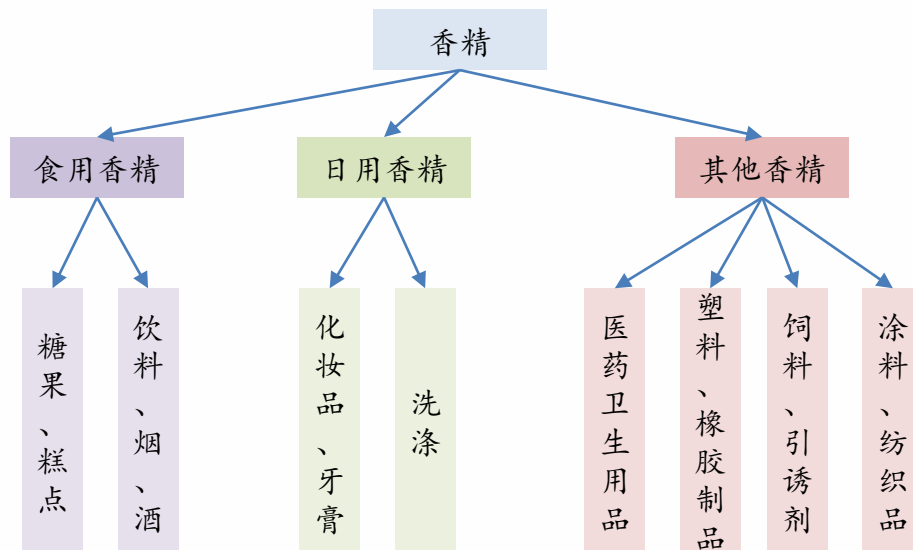 香精
食用香精
日用香精
其他香精
糖果、糕点
饮料、烟、酒
化妆品、牙膏
洗涤
医药卫生用品
塑料、橡胶制品
饲料、引诱剂
涂料、纺织品